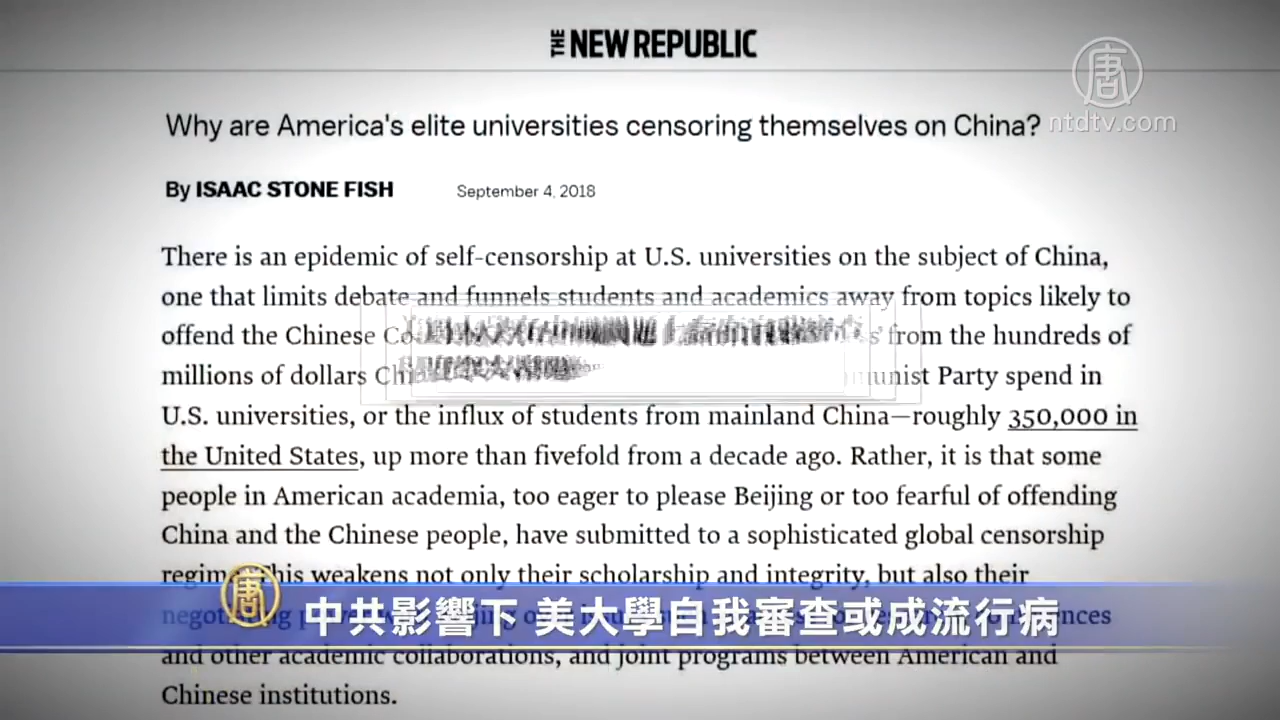 THE NEW REPUBLIC
唐
ntdtv.com
Why are America's elite universities censoring themselves on China?
By ISAAC STONE FISH September 4, 2018
There is an epidemic of self-censorship at U.S. universities on the subject of China,
one that limits debate and funnels students and academics away from topics likely to
offend the Chinese from the hundreds of
millions of dollars Party spend in
U.S. universities, or the influx of students from mainland China—roughly 350,000 in
the United States, up more than fivefold from a decade ago. Rather, it is that some
people in American academia, too eager to please Beijing or too fearful of offending
China and the Chinese people, have submitted to a sophisticated global censorship
weakens not only their scholarship and integrity, but also their
唐
中共影響下 美大學自我審查或成流行病
and other academic collaborations, and joint programs between American and
Chinese institutions.